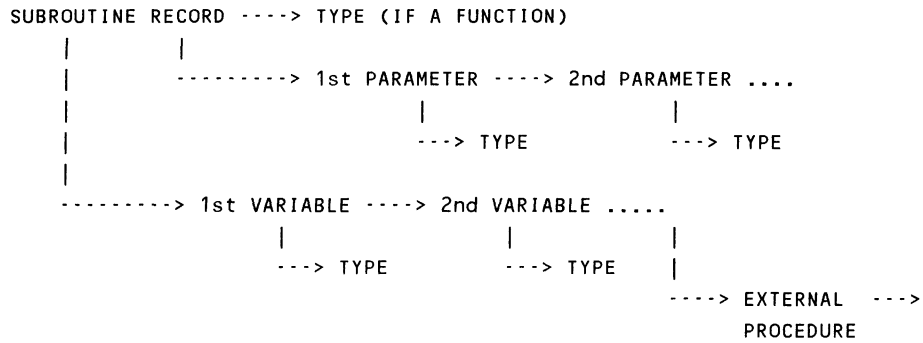 SUBROUTINE RECORD ----> TYPE (IF A FUNCTION)
---------> 1st PARAMETER ----> 2nd PARAMETER ....
---> TYPE ---> TYPE
---------> 1st VARIABLE ----> 2nd VARIABLE .....
---> TYPE ---> TYPE
----> EXTERNAL --->
PROCEDURE